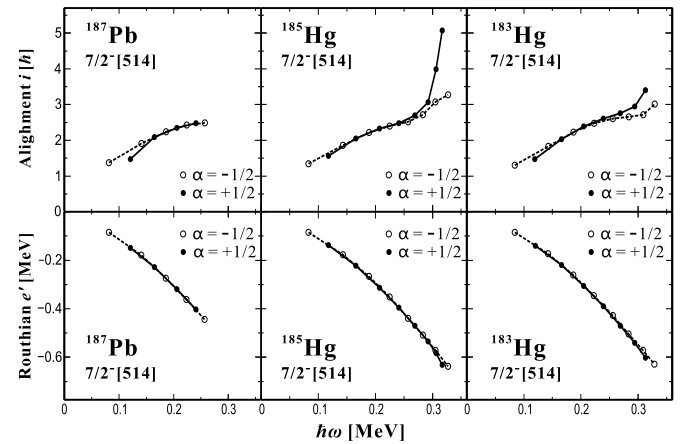 Alighment i [ħ]
5
4
3
2
1
0
187Pb
7/2−[514]
α = −1/2
α = +1/2
185Hg
7/2−[514]
α = −1/2
α = +1/2
183Hg
7/2−[514]
α = −1/2
α = +1/2
Routhian e′ [MeV]
−0.2
−0.4
−0.6
α = −1/2
α = +1/2
187Pb
7/2−[514]
α = −1/2
α = +1/2
185Hg
7/2−[514]
α = −1/2
α = +1/2
183Hg
7/2−[514]
0 0.1 0.2 0.3 0 0.1 0.2 0.3 0 0.1 0.2 0.3
ħω [MeV]